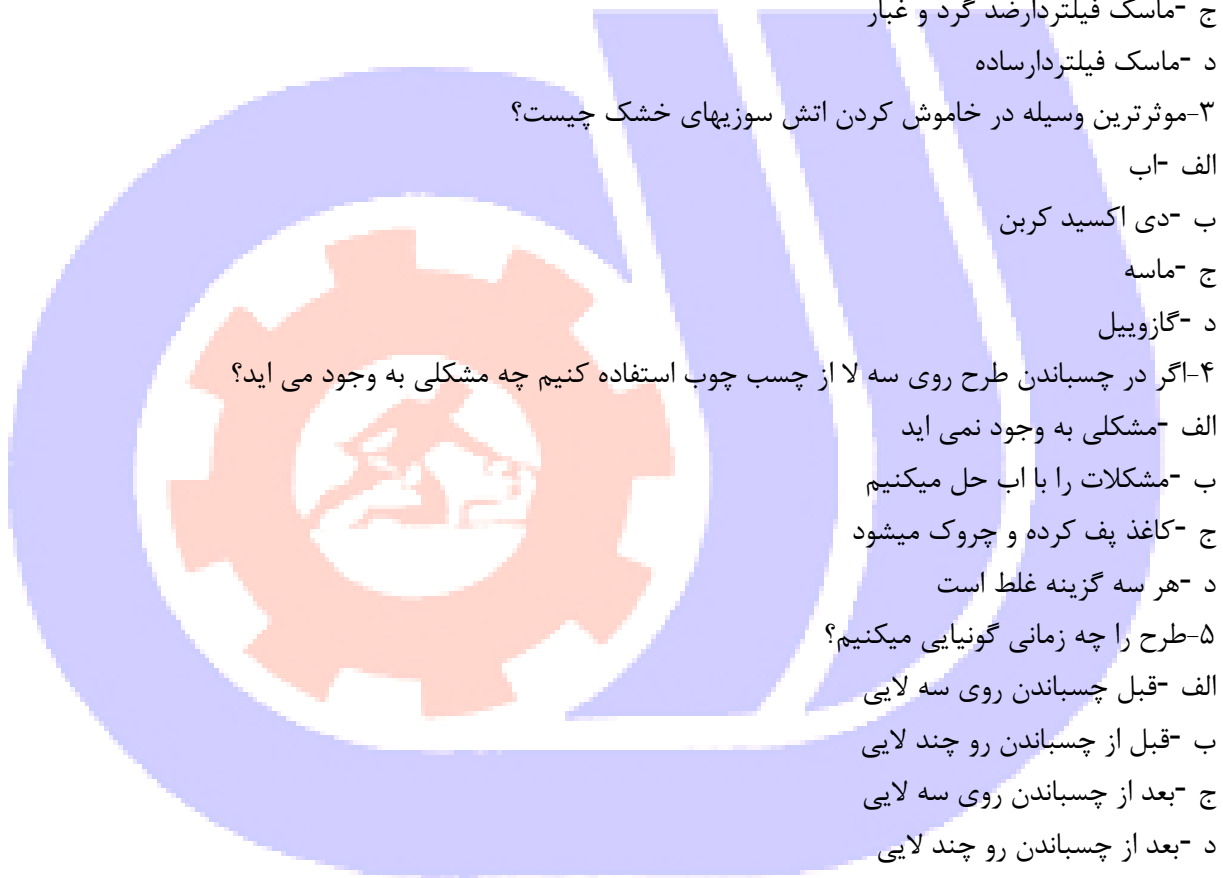 ج -ماسک فیلتردارضد گرد و غبار
د -ماسک فیلتردارساده
۳-موثرترین وسیله در خاموش کردن اتش سوزیهای خشک چیست؟
الف -اب
ب -دی اکسید کربن
ج -ماسه
د -گازوییل
۴-اگر در چسباندن طرح روی سه لا از چسب چوب استفاده کنیم چه مشکلی به وجود می اید؟
الف -مشکلی به وجود نمی اید
ب -مشکلات را با اب حل میکنیم
ج -کاغذ پف کرده و چروک میشود
د -هر سه گزینه غلط است
۵-طرح را چه زمانی گونیایی میکنیم؟
الف -قبل چسباندن روی سه لایی
ب -قبل از چسباندن رو چند لایی
ج -بعد از چسباندن روی سه لایی
د -بعد از چسباندن رو چند لایی